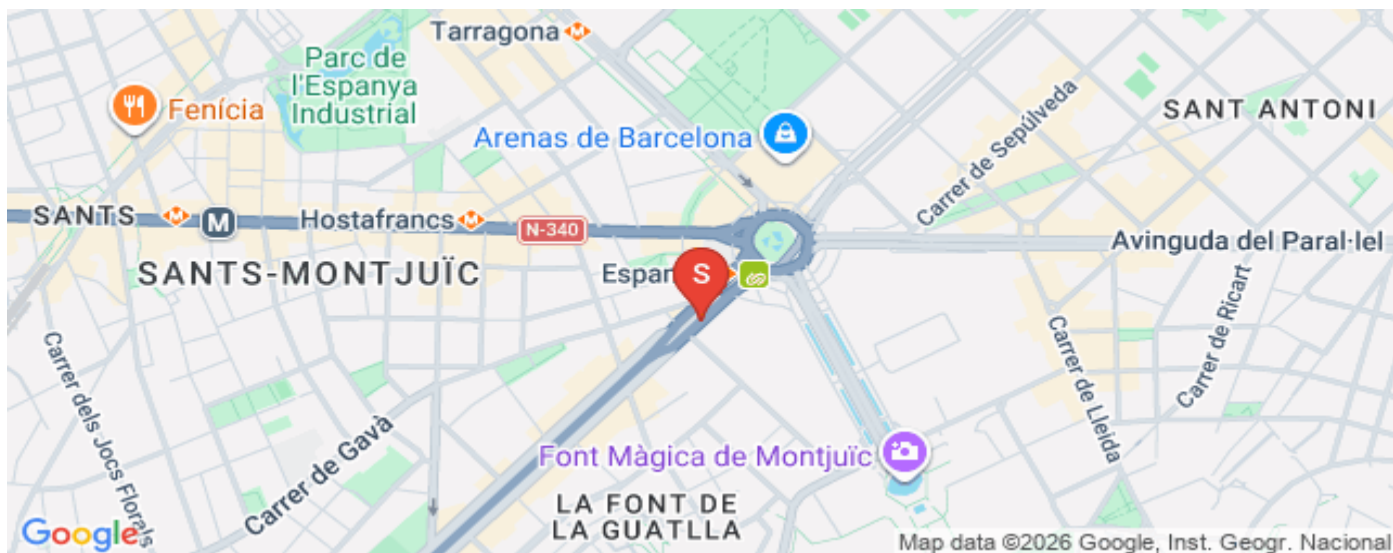 Tarragona
Parc de
l'Espanya
Industrial
Fenícia
Arenas de Barcelona
SANT ANTONI
Carrer de Sepúlveda
SANTS
M
Hostafrancs
N-340
Avinguda del Paral·lel
SANTS-MONTJUÏC
S
Carrer de Ricart
Carrer de Lleida
Carrer dels Jocs Florals
Carrer de Gavà
Font Màgica de Montjuïc
LA FONT DE
LA GUATLLA
Google
Map data ©2026 Google, Inst. Geogr. Nacional